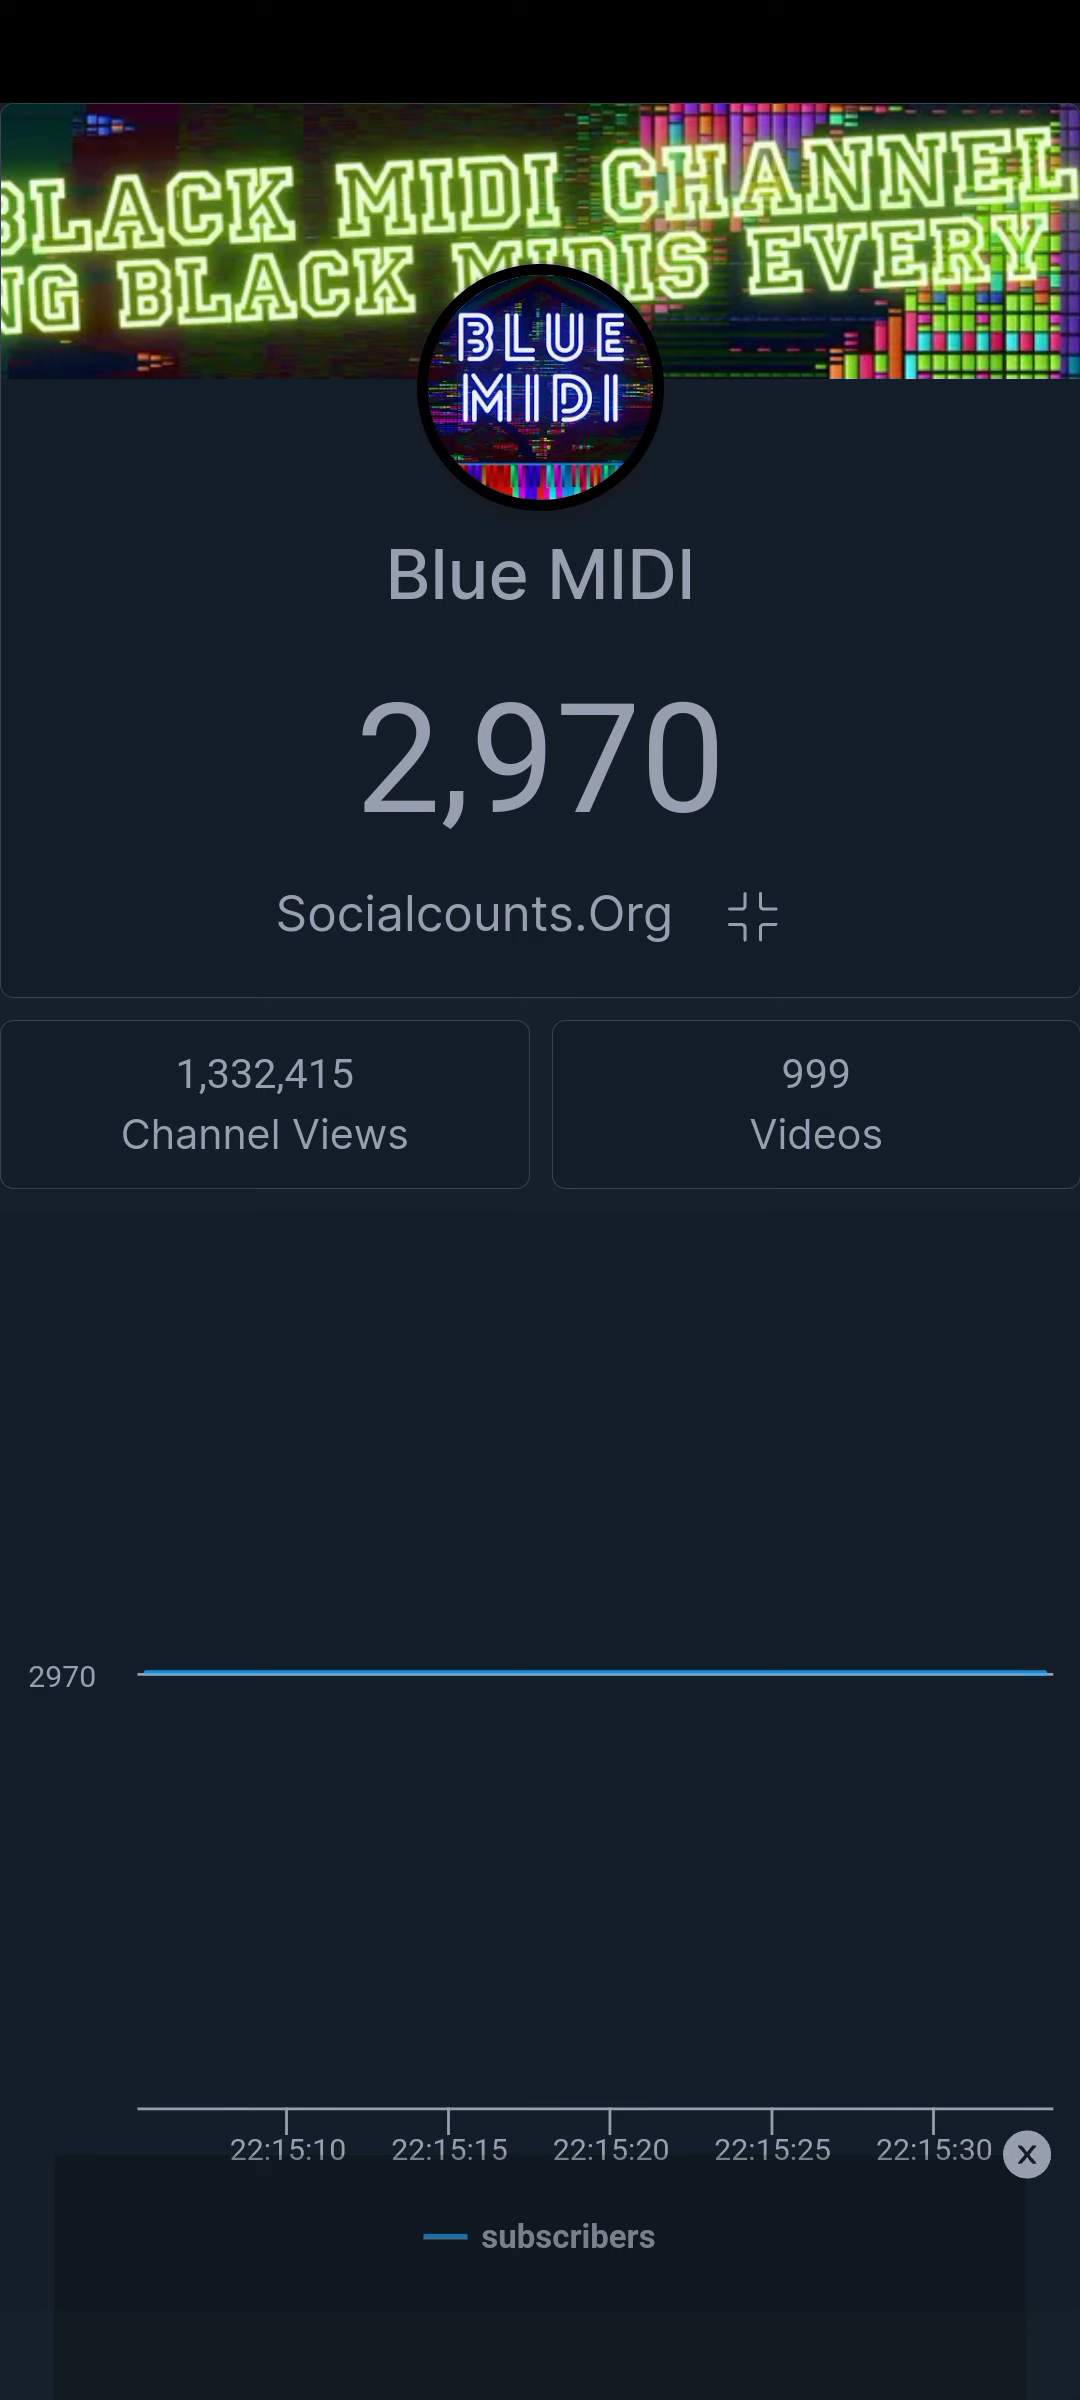 BLACK MIDI CHANNEL
NG BLACK MIDIS EVERY
BLUE
MIDI
Blue MIDI
2,970
Socialcounts.Org
1,332,415
Channel Views
999
Videos
2970
22:15:10 22:15:15 22:15:20 22:15:25 22:15:30 X
subscribers